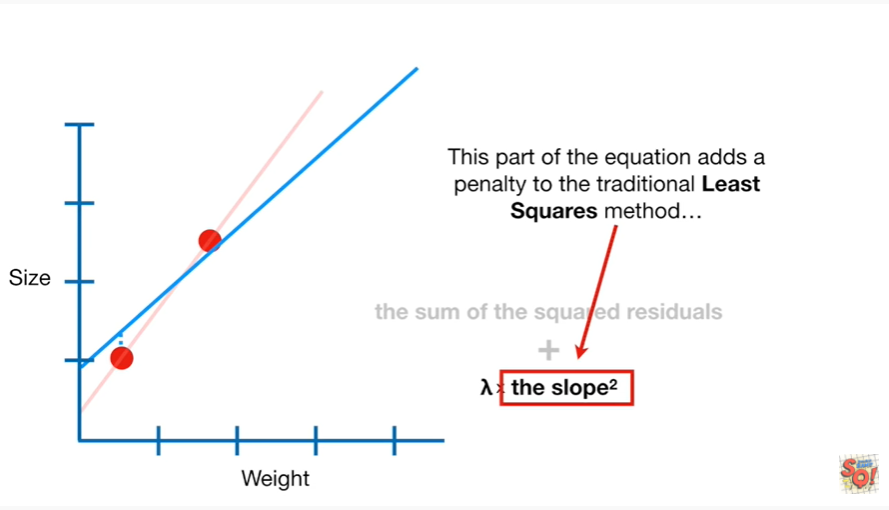 This part of the equation adds a
penalty to the traditional Least
Squares method…
Size
the sum of the squared residuals
+
λ × the slope²
Weight
SO!